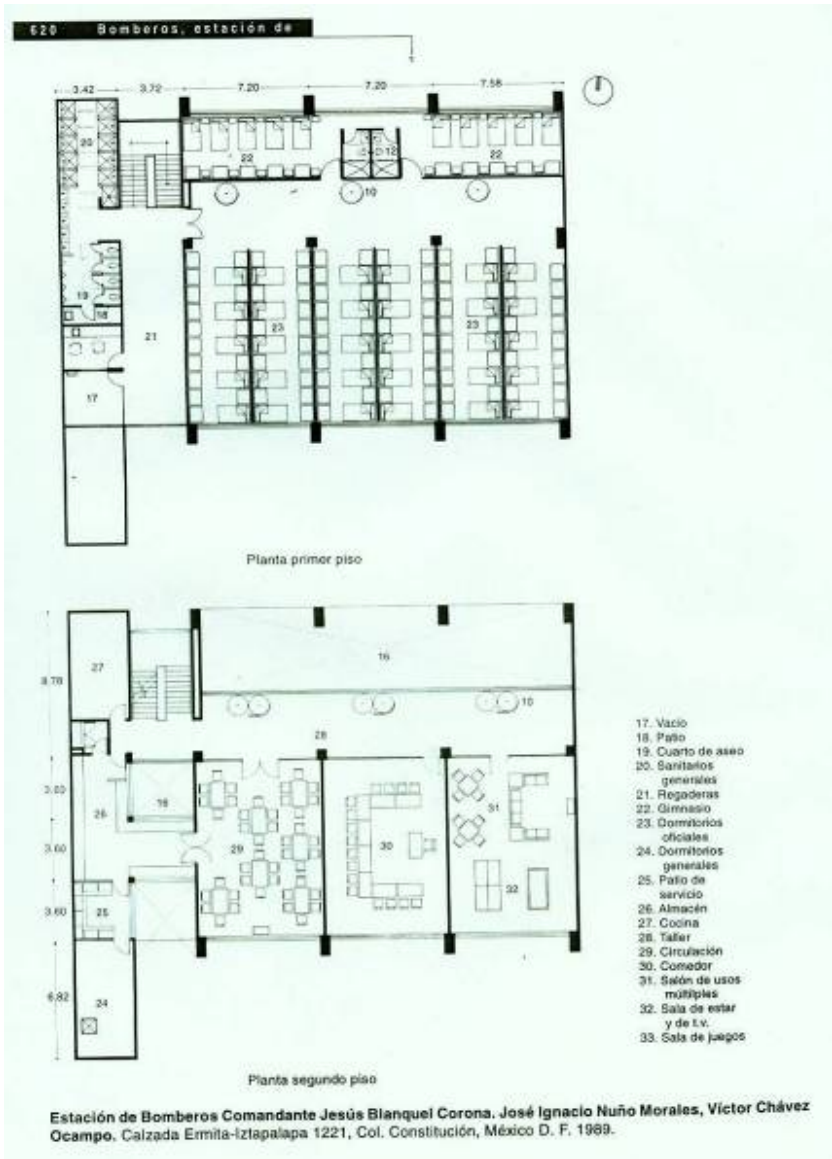 620 Bomberos, estación de
3.42 3.72 7.20 7.20 7.58
20
22
12
22
10
19
18
21
23
23
17
Planta primer piso
27
16
10
28
3.60
3.60
26
16
29
30
31
32
25
6.82
24
Planta segundo piso
17. Vacío
18. Patio
19. Cuarto de aseo
20. Sanitarios
generales
21. Regaderas
22. Gimnasio
23. Dormitorios
oficiales
24. Dormitorios
generales
25. Patio de
servicio
26. Almacén
27. Cocina
28. Taller
29. Circulación
30. Comedor
31. Salón de usos
múltiples
32. Sala de estar
y de t.v.
33. Sala de juegos
Estación de Bomberos Comandante Jesús Blanquel Corona. José Ignacio Nuño Morales, Víctor Chávez
Ocampo. Calzada Ermita-Iztapalapa 1221, Col. Constitución, México D. F. 1989.